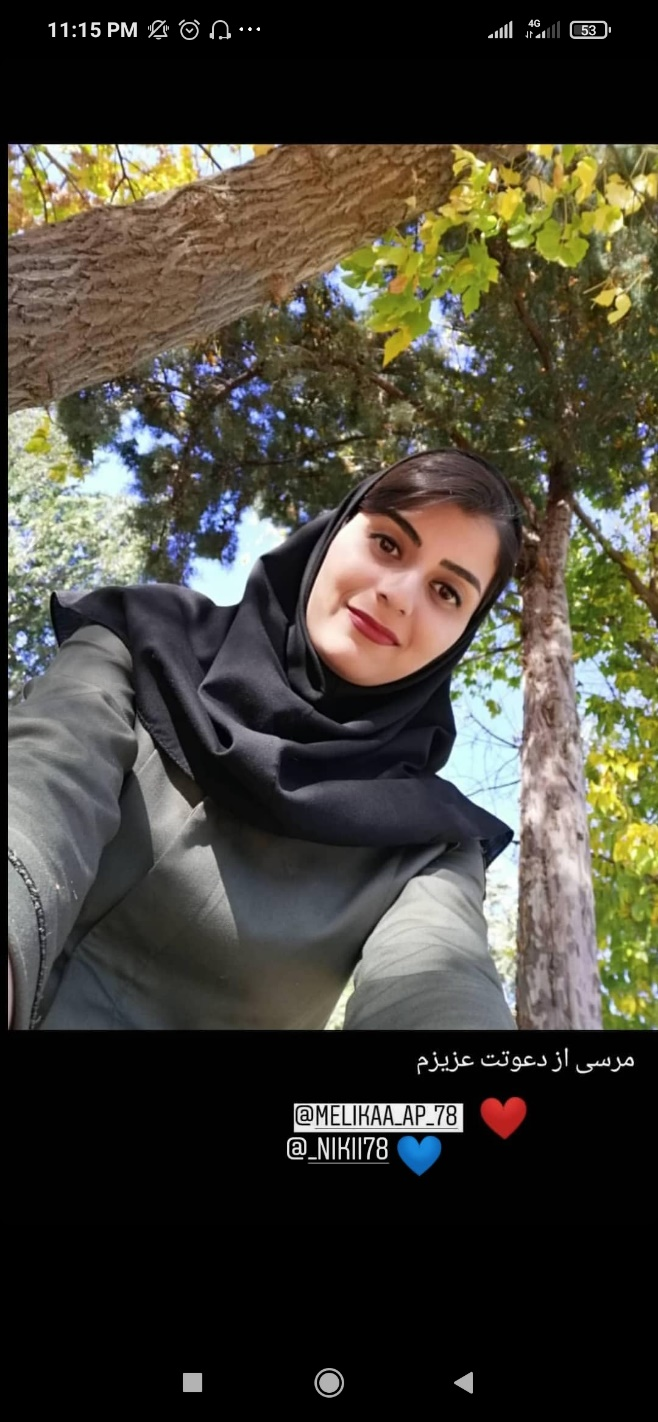 11:15 PM
4G
53
مرسی از دعوتت عزیزم
@MELIKAA_AP_78
@_NIKII78